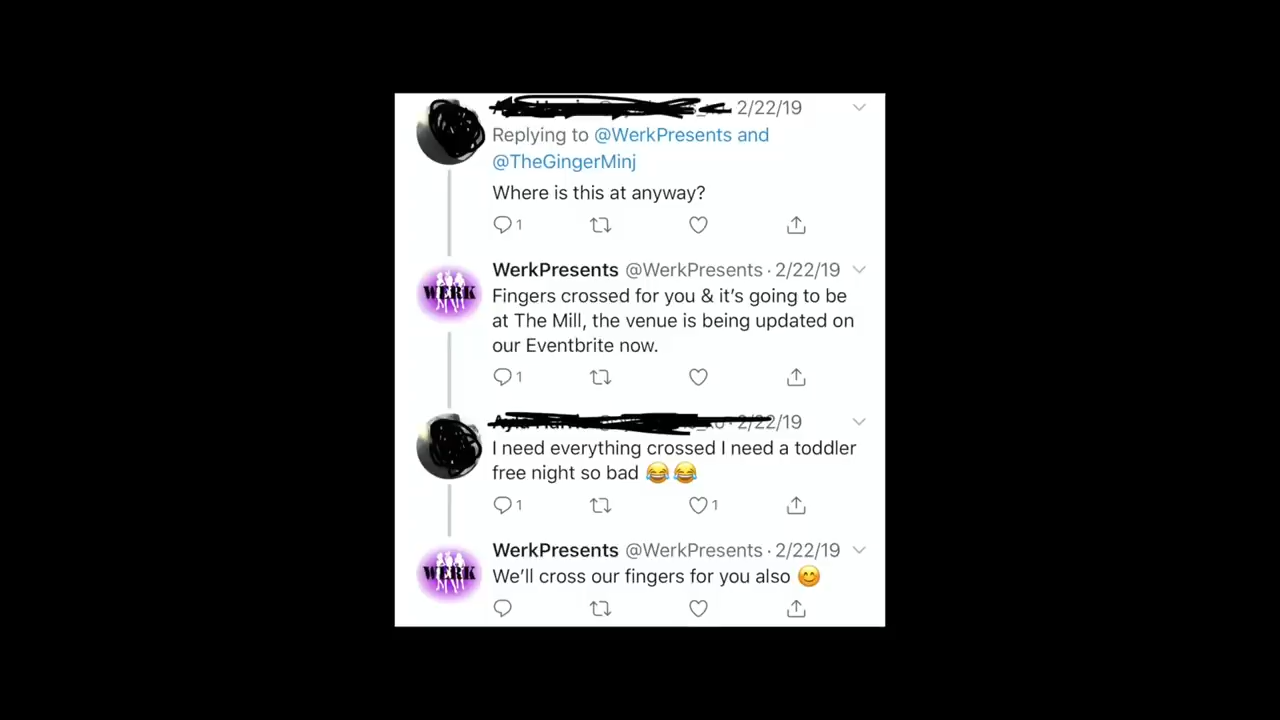 2/22/19
Replying to @WerkPresents and
@TheGingerMinj
Where is this at anyway?
1
WerkPresents @WerkPresents · 2/22/19
WERK
Fingers crossed for you & it's going to be
at The Mill, the venue is being updated on
our Eventbrite now.
1
2/22/19
I need everything crossed I need a toddler
free night so bad 😂😂
1 1
WerkPresents @WerkPresents · 2/22/19
WERK
We'll cross our fingers for you also 😊